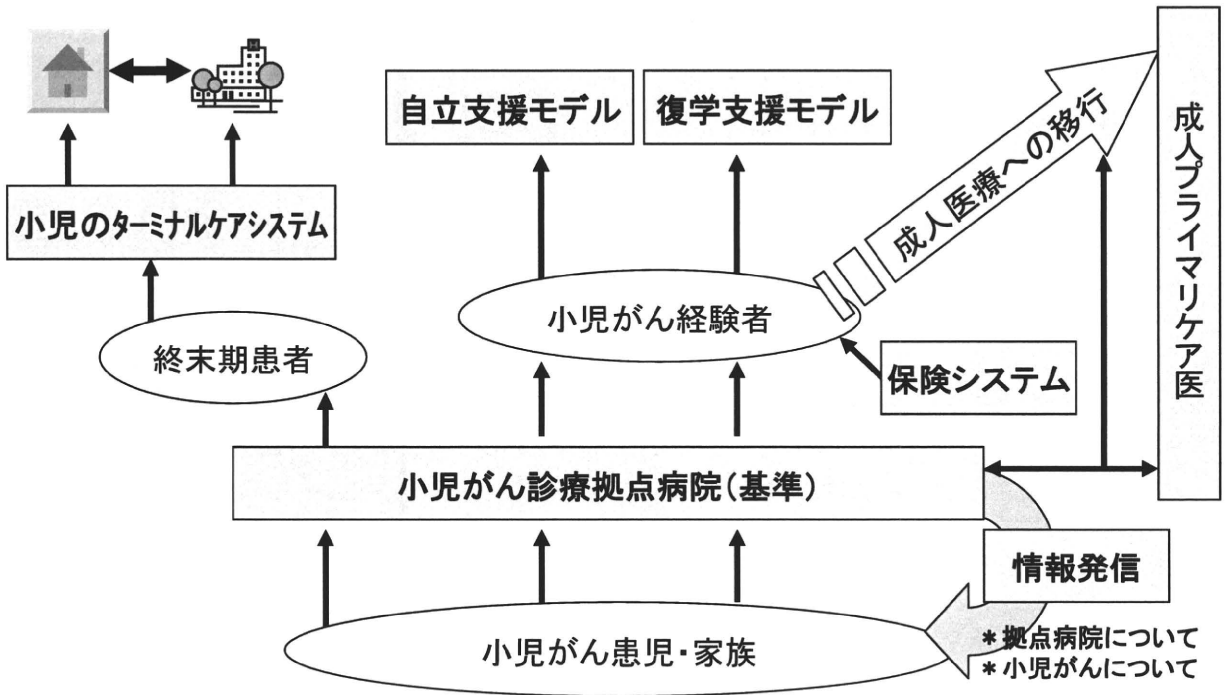 自立支援モデル
復学支援モデル
成人医療への移行
成人プライマリケア医
小児のターミナルケアシステム
小児がん経験者
終末期患者
保険システム
小児がん診療拠点病院(基準)
情報発信
小児がん患児・家族
*拠点病院について
*小児がんについて